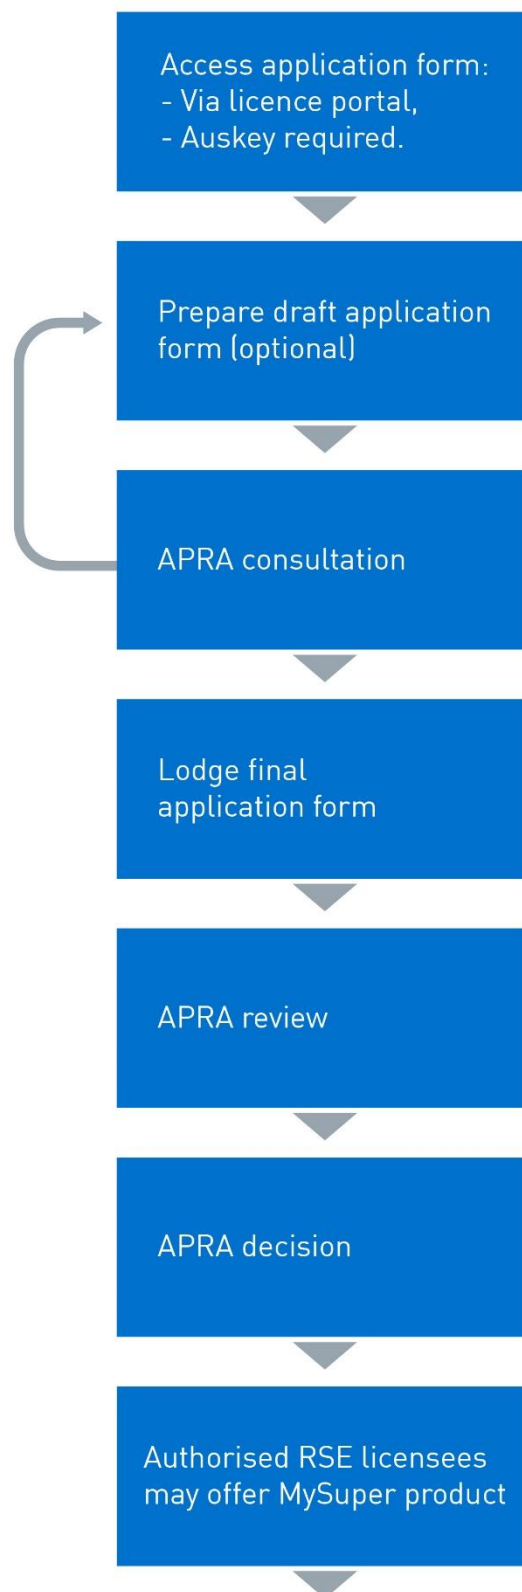 Access application form:
- Via licence portal,
- Auskey required.
Prepare draft application
form (optional)
APRA consultation
Lodge final
application form
APRA review
APRA decision
Authorised RSE licensees
may offer MySuper product